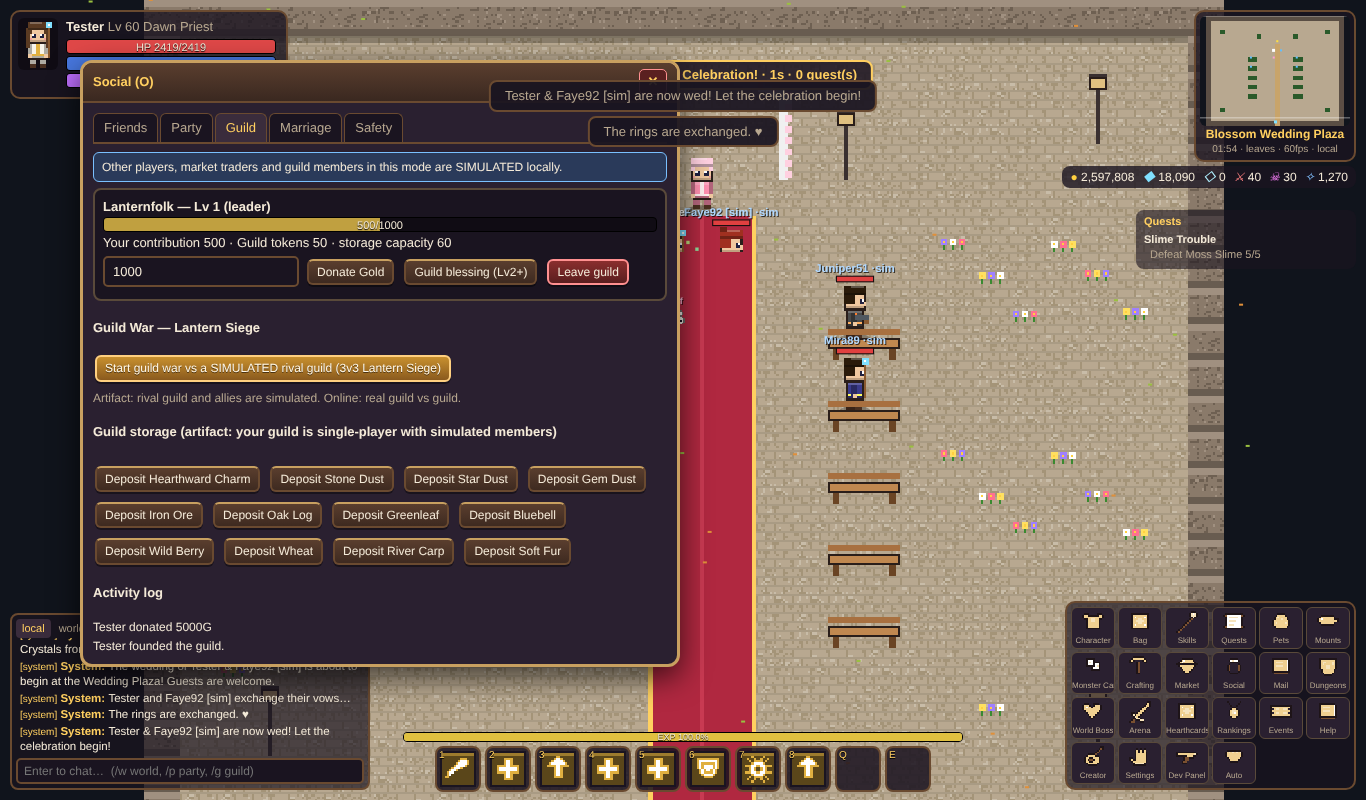 Tester Lv 60 Dawn Priest
HP 2419/2419
Social (O)
Celebration! · 1s · 0 guest(s)
Tester & Faye92 [sim] are now wed! Let the celebration begin!
The rings are exchanged. ♥
Friends
Party
Guild
Marriage
Safety
Other players, market traders and guild members in this mode are SIMULATED locally.
Lanternfolk — Lv 1 (leader)
500/1000
Your contribution 500 · Guild tokens 50 · storage capacity 60
1000
Donate Gold
Guild blessing (Lv2+)
Leave guild
Guild War — Lantern Siege
Start guild war vs a SIMULATED rival guild (3v3 Lantern Siege)
Artifact: rival guild and allies are simulated. Online: real guild vs guild.
Guild storage (artifact: your guild is single-player with simulated members)
Deposit Hearthward Charm
Deposit Stone Dust
Deposit Star Dust
Deposit Gem Dust
Deposit Iron Ore
Deposit Oak Log
Deposit Greenleaf
Deposit Bluebell
Deposit Wild Berry
Deposit Wheat
Deposit River Carp
Deposit Soft Fur
Activity log
Tester donated 5000G
Tester founded the guild.
Faye92 [sim] ·sim
Juniper51 ·sim
Mira89 ·sim
Blossom Wedding Plaza
01:54 · leaves · 60fps · local
2,597,808
18,090
0
40
30
1,270
Quests
Slime Trouble
Defeat Moss Slime 5/5
local
[system] System: The wedding of Tester & Faye92 [sim] is about to
begin at the Wedding Plaza! Guests are welcome.
[system] System: Tester and Faye92 [sim] exchange their vows…
[system] System: The rings are exchanged. ♥
[system] System: Tester & Faye92 [sim] are now wed! Let the
celebration begin!
Enter to chat… (/w world, /p party, /g guild)
EXP 100.0%
1
2
3
4
5
6
7
8
Q
E
Character
Bag
Skills
Quests
Pets
Mounts
Monster Ca
Crafting
Market
Social
Mail
Dungeons
World Boss
Arena
Hearthcards
Rankings
Events
Help
Creator
Settings
Dev Panel
Auto